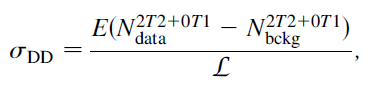 σ_DD = E(N_data^{2T2+0T1} − N_bckg^{2T2+0T1}) / ℒ,